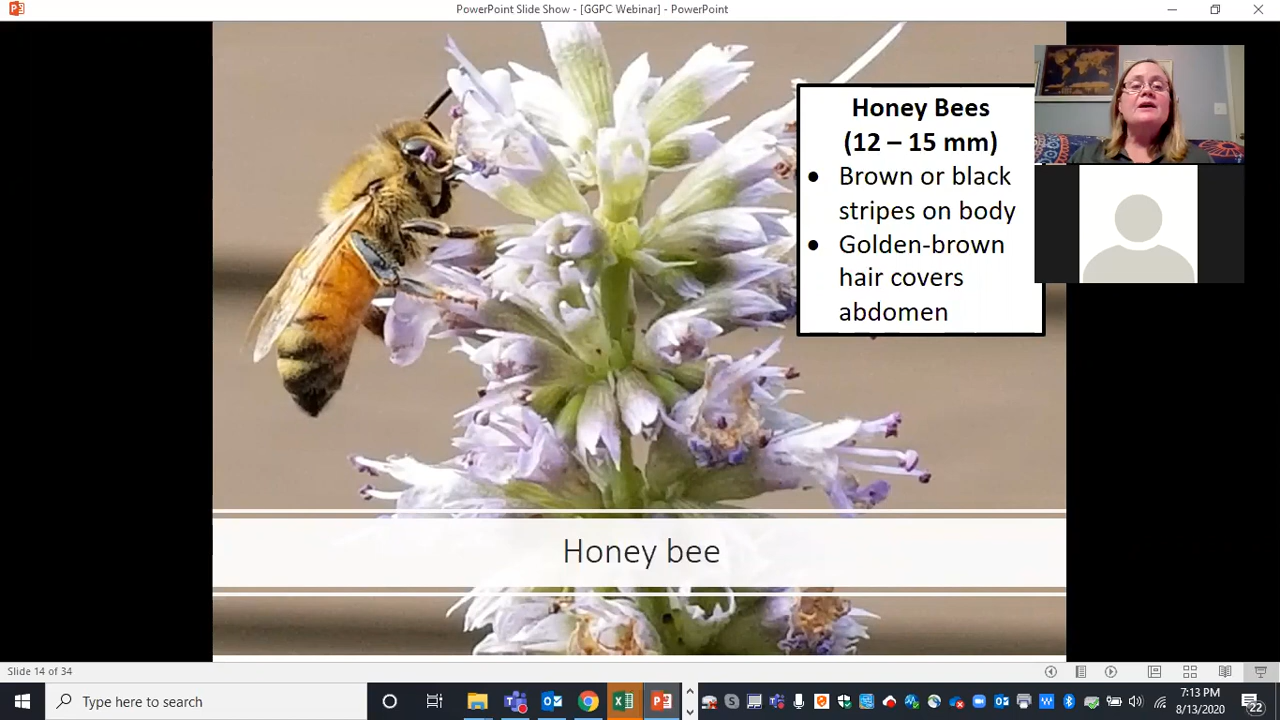 PowerPoint Slide Show - [GGPC Webinar] - PowerPoint
Honey Bees
(12 – 15 mm)
• Brown or black
stripes on body
• Golden-brown
hair covers
abdomen
Honey bee
Slide 14 of 34
Type here to search
7:13 PM
8/13/2020
22